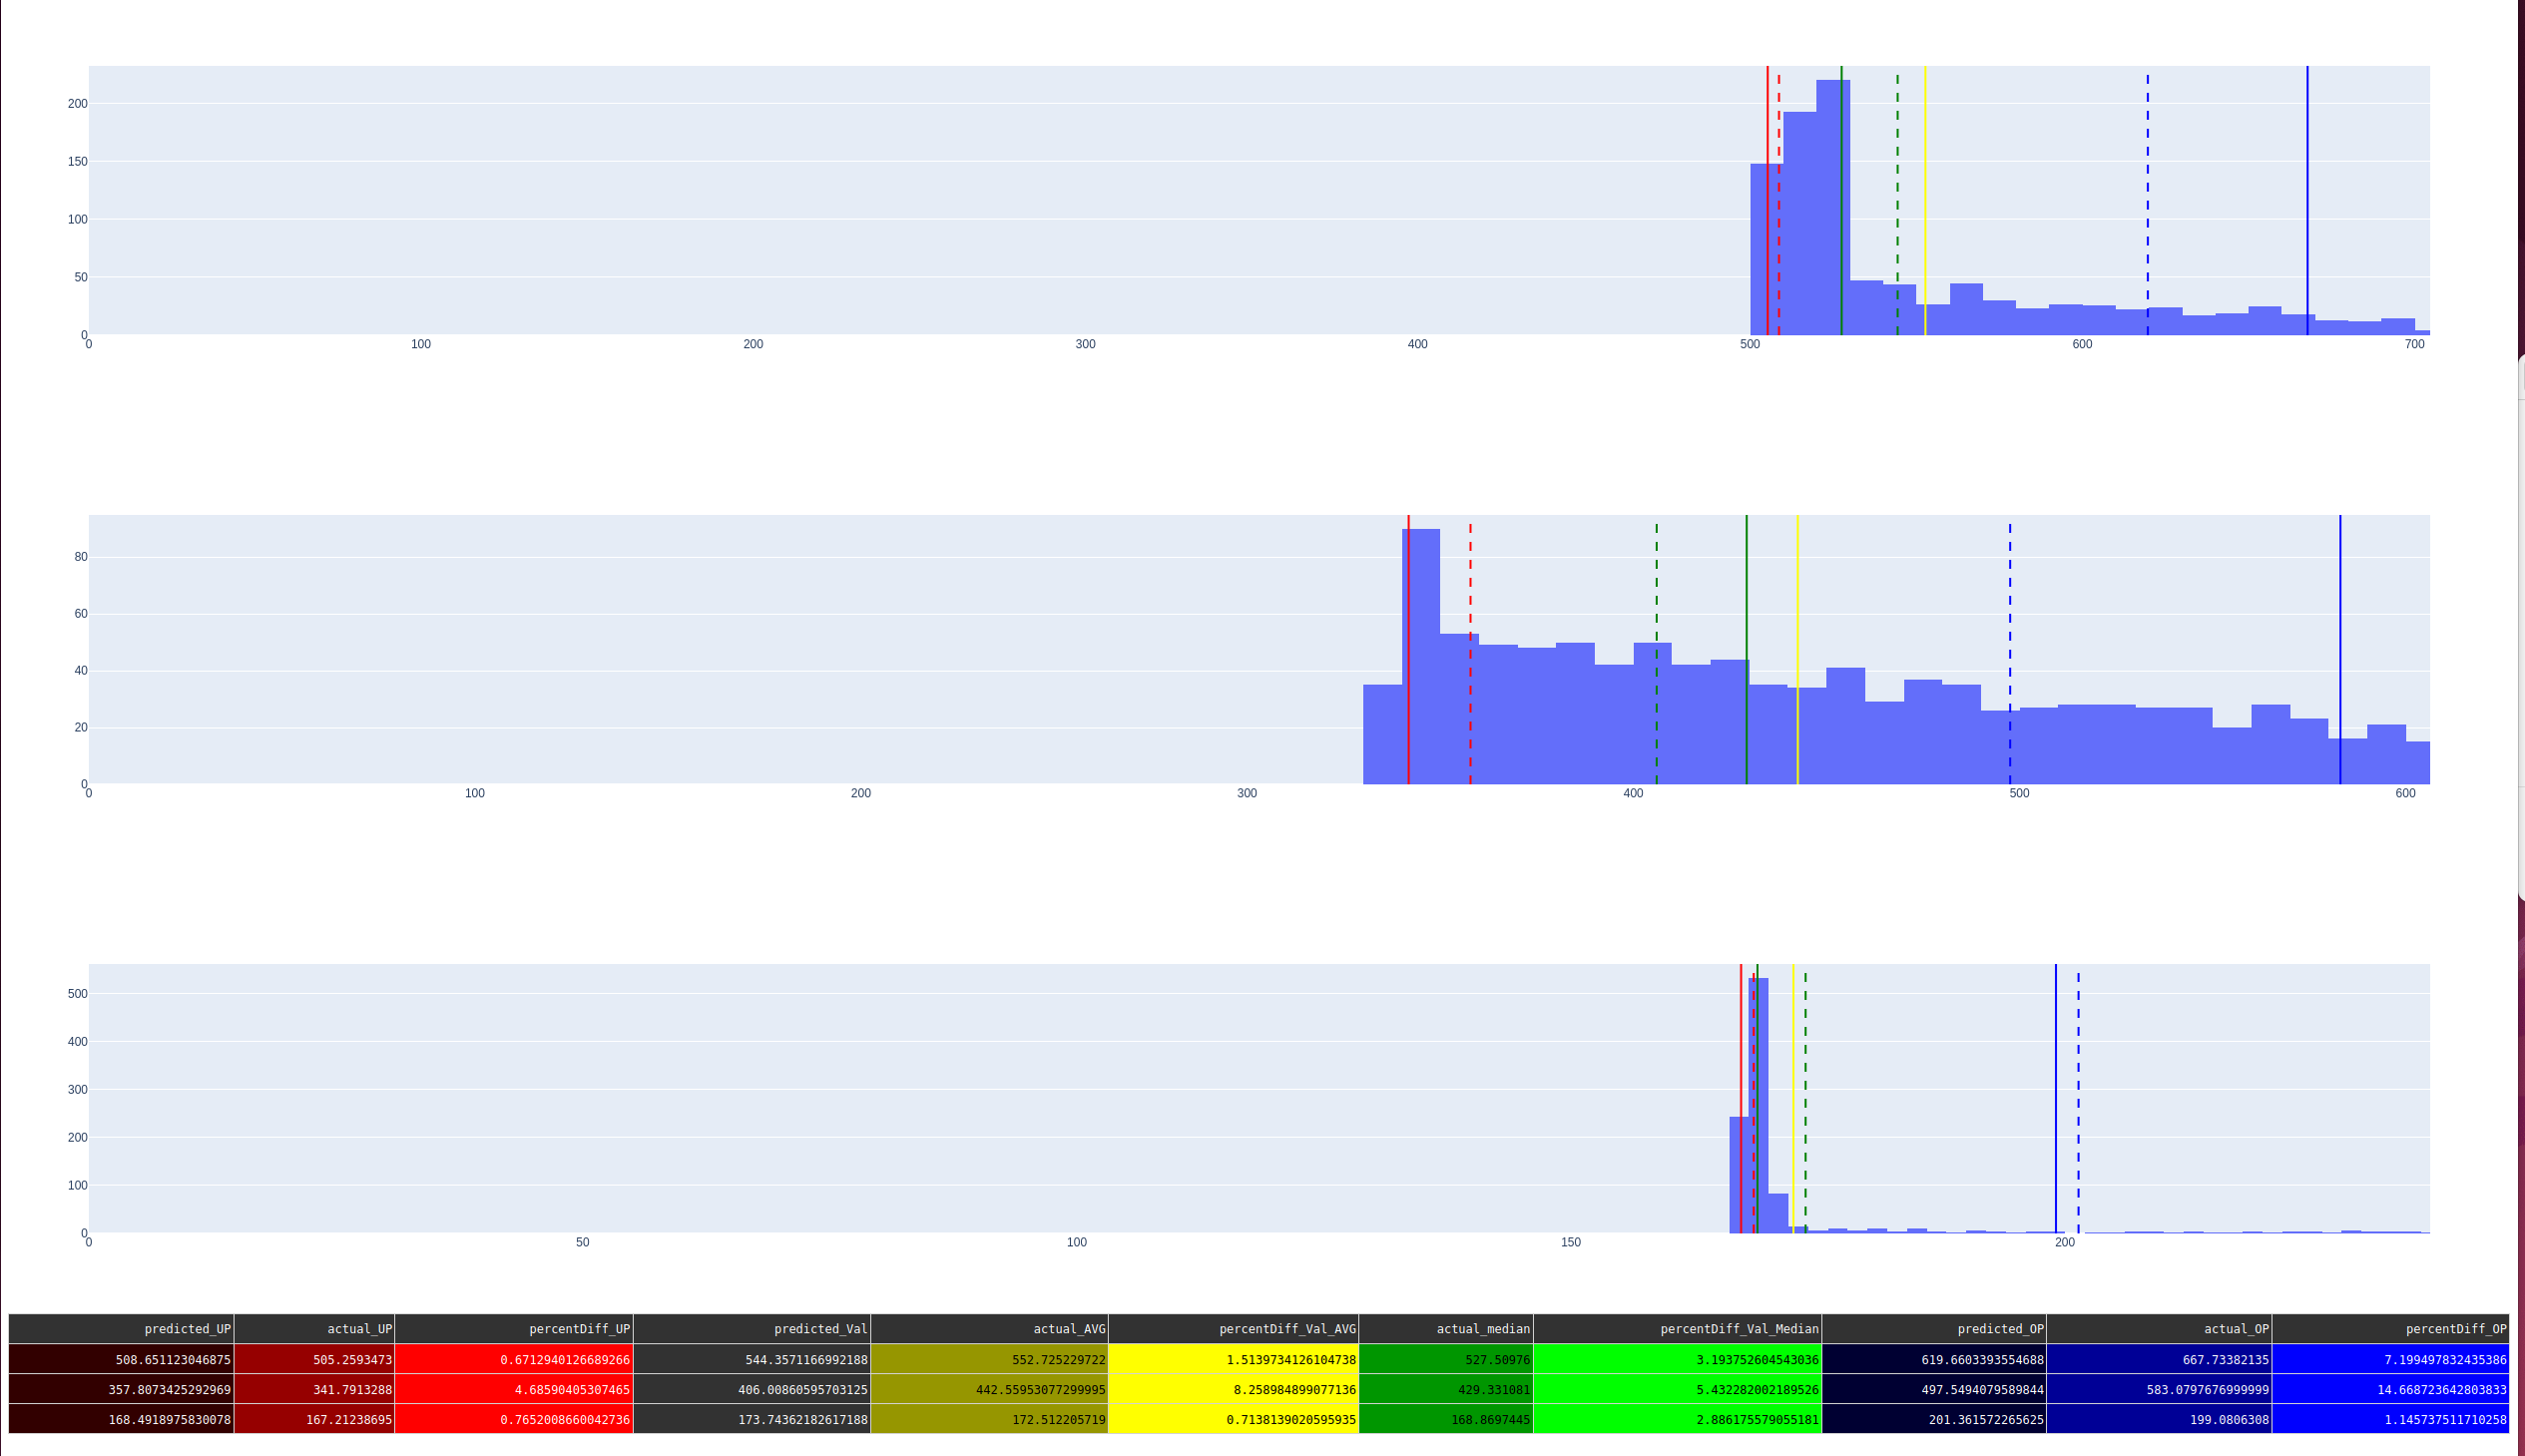 200
150
100
50
0
0 100 200 300 400 500 600 700
80
60
40
20
0
0 100 200 300 400 500 600
500
400
300
200
100
0
0 50 100 150 200
predicted_UP actual_UP percentDiff_UP predicted_Val actual_AVG percentDiff_Val_AVG actual_median percentDiff_Val_Median predicted_OP actual_OP percentDiff_OP
508.651123046875 505.2593473 0.6712940126689266 544.3571166992188 552.725229722 1.5139734126104738 527.50976 3.193752604543036 619.6603393554688 667.73382135 7.199497832435386
357.8073425292969 341.7913288 4.68590405307465 406.00860595703125 442.55953077299995 8.258984899077136 429.331081 5.432282002189526 497.5494079589844 583.0797676999999 14.668723642803833
168.4918975830078 167.21238695 0.7652008660042736 173.74362182617188 172.512205719 0.7138139020595935 168.8697445 2.886175579055181 201.361572265625 199.0806308 1.145737511710258